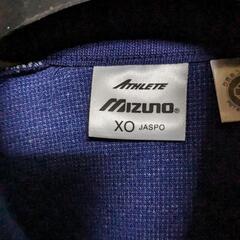 ATHLETE
MIZUNO®
XO JASPO